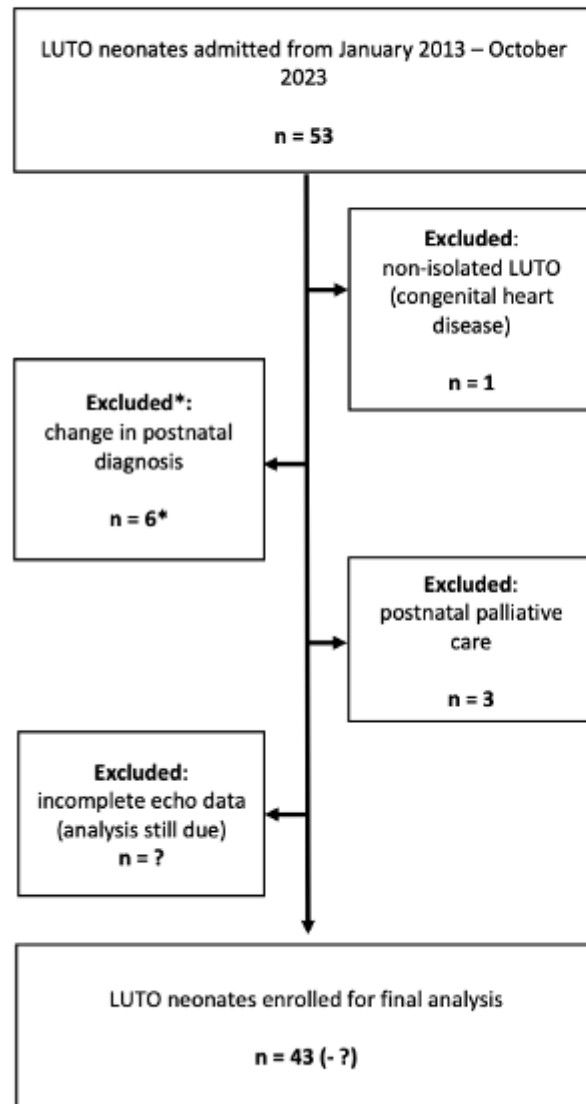 LUTO neonates admitted from January 2013 – October
2023
n = 53
Excluded:
non-isolated LUTO
(congenital heart
disease)
n = 1
Excluded*:
change in postnatal
diagnosis
n = 6*
Excluded:
postnatal palliative
care
n = 3
Excluded:
incomplete echo data
(analysis still due)
n = ?
LUTO neonates enrolled for final analysis
n = 43 (- ?)